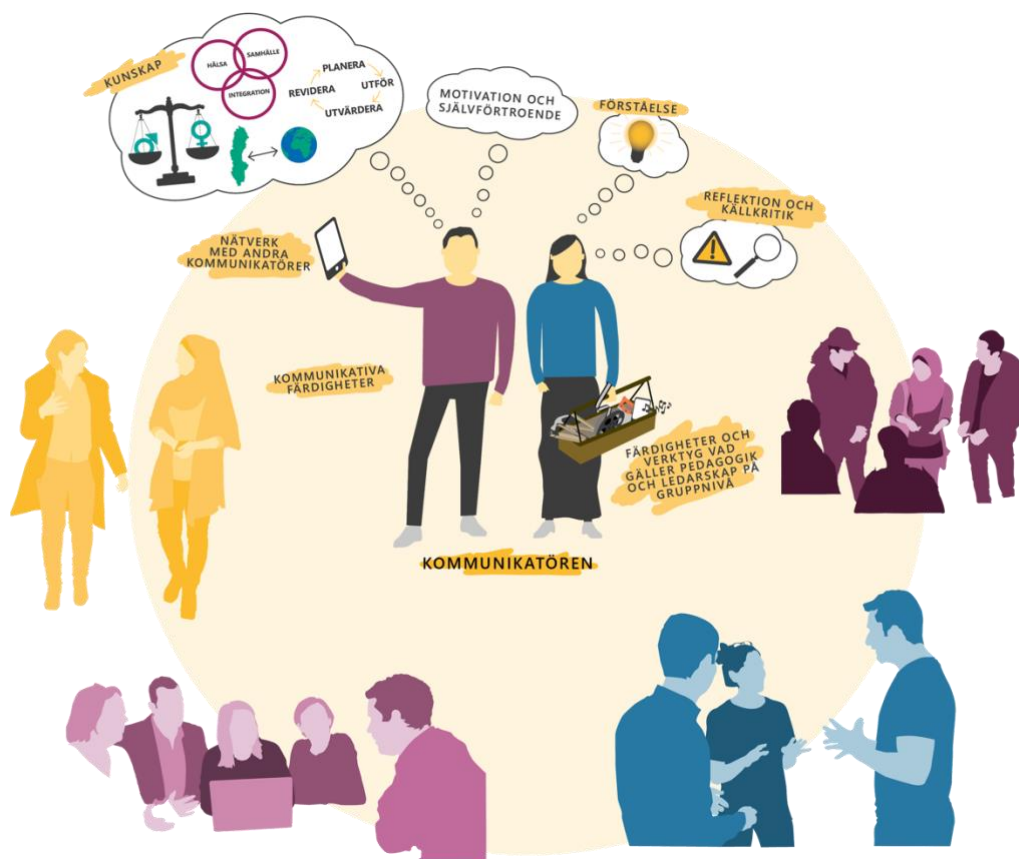 KUNSKAP
HÄLSA
SAMHÄLLE
INTEGRATION
PLANERA
UTFÖR
UTVÄRDERA
REVIDERA
MOTIVATION OCH
SJÄLVFÖRTROENDE
FÖRSTÅELSE
REFLEKTION OCH
KÄLLKRITIK
NÄTVERK
MED ANDRA
KOMMUNIKATÖRER
KOMMUNIKATIVA
FÄRDIGHETER
FÄRDIGHETER OCH
VERKTYG VAD
GÄLLER PEDAGOGIK
OCH LEDARSKAP PÅ
GRUPPNIVÅ
KOMMUNIKATÖREN